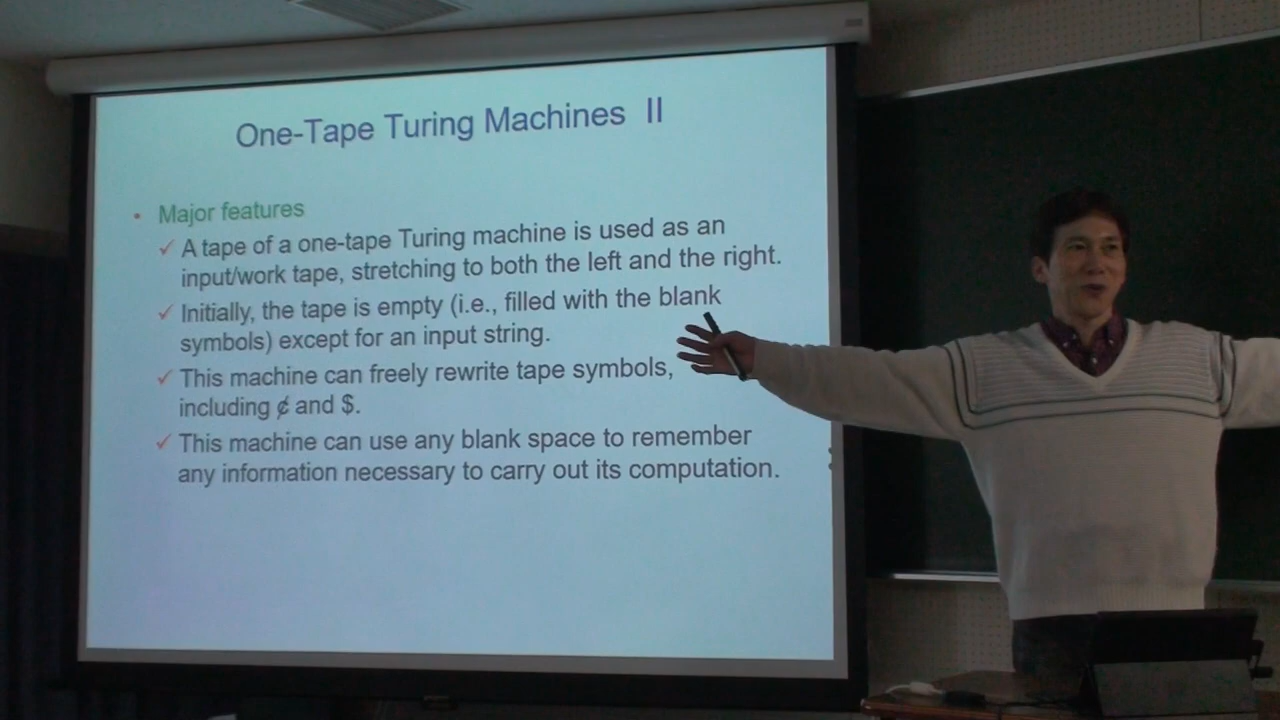 One-Tape Turing Machines II
• Major features
✓ A tape of a one-tape Turing machine is used as an
input/work tape, stretching to both the left and the right.
✓ Initially, the tape is empty (i.e., filled with the blank
symbols) except for an input string.
✓ This machine can freely rewrite tape symbols,
including ¢ and $.
✓ This machine can use any blank space to remember
any information necessary to carry out its computation.